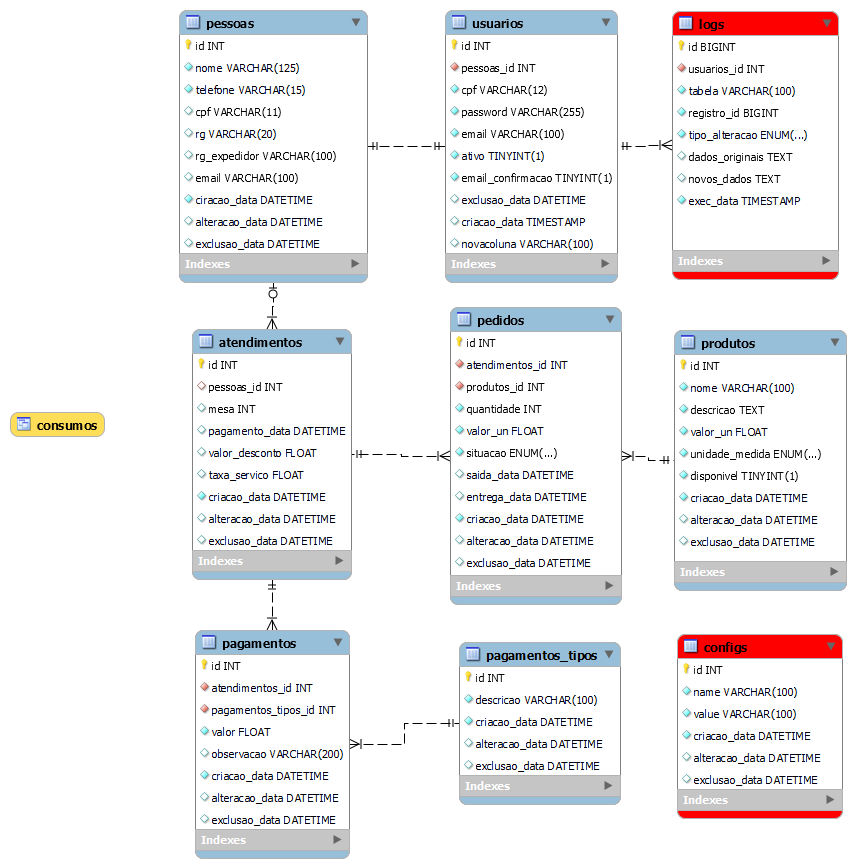 pessoas
id INT
nome VARCHAR(125)
telefone VARCHAR(15)
cpf VARCHAR(11)
rg VARCHAR(20)
rg_expedidor VARCHAR(100)
email VARCHAR(100)
ciracao_data DATETIME
alteracao_data DATETIME
exclusao_data DATETIME
Indexes
usuarios
id INT
pessoas_id INT
cpf VARCHAR(12)
password VARCHAR(255)
email VARCHAR(100)
ativo TINYINT(1)
email_confirmacao TINYINT(1)
exclusao_data DATETIME
criacao_data TIMESTAMP
novacoluna VARCHAR(100)
Indexes
logs
id BIGINT
usuarios_id INT
tabela VARCHAR(100)
registro_id BIGINT
tipo_alteracao ENUM(...)
dados_originais TEXT
novos_dados TEXT
exec_data TIMESTAMP
Indexes
consumos
atendimentos
id INT
pessoas_id INT
mesa INT
pagamento_data DATETIME
valor_desconto FLOAT
taxa_servico FLOAT
criacao_data DATETIME
alteracao_data DATETIME
exclusao_data DATETIME
Indexes
pedidos
id INT
atendimentos_id INT
produtos_id INT
quantidade INT
valor_un FLOAT
situacao ENUM(...)
saida_data DATETIME
entrega_data DATETIME
criacao_data DATETIME
alteracao_data DATETIME
exclusao_data DATETIME
Indexes
produtos
id INT
nome VARCHAR(100)
descricao TEXT
valor_un FLOAT
unidade_medida ENUM(...)
disponivel TINYINT(1)
criacao_data DATETIME
alteracao_data DATETIME
exclusao_data DATETIME
Indexes
pagamentos
id INT
atendimentos_id INT
pagamentos_tipos_id INT
valor FLOAT
observacao VARCHAR(200)
criacao_data DATETIME
alteracao_data DATETIME
exclusao_data DATETIME
Indexes
pagamentos_tipos
id INT
descricao VARCHAR(100)
criacao_data DATETIME
alteracao_data DATETIME
exclusao_data DATETIME
Indexes
configs
id INT
name VARCHAR(100)
value VARCHAR(100)
criacao_data DATETIME
alteracao_data DATETIME
exclusao_data DATETIME
Indexes